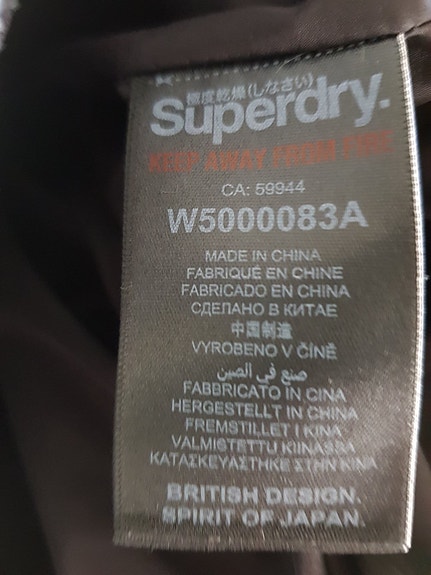 極度乾燥(しなさい)
Superdry.
KEEP AWAY FROM FIRE
CA: 59944
W5000083A
MADE IN CHINA
FABRIQUÉ EN CHINE
FABRICADO EN CHINA
СДЕЛАНО В КИТАЕ
中国制造
VYROBENO V ČÍNĚ
صنع في الصين
FABBRICATO IN CINA
HERGESTELLT IN CHINA
FREMSTILLET I KINA
VALMISTETTU KIINASSA
ΚΑΤΑΣΚΕΥΑΣΤΗΚΕ ΣΤΗΝ ΚΙΝΑ
BRITISH DESIGN.
SPIRIT OF JAPAN.